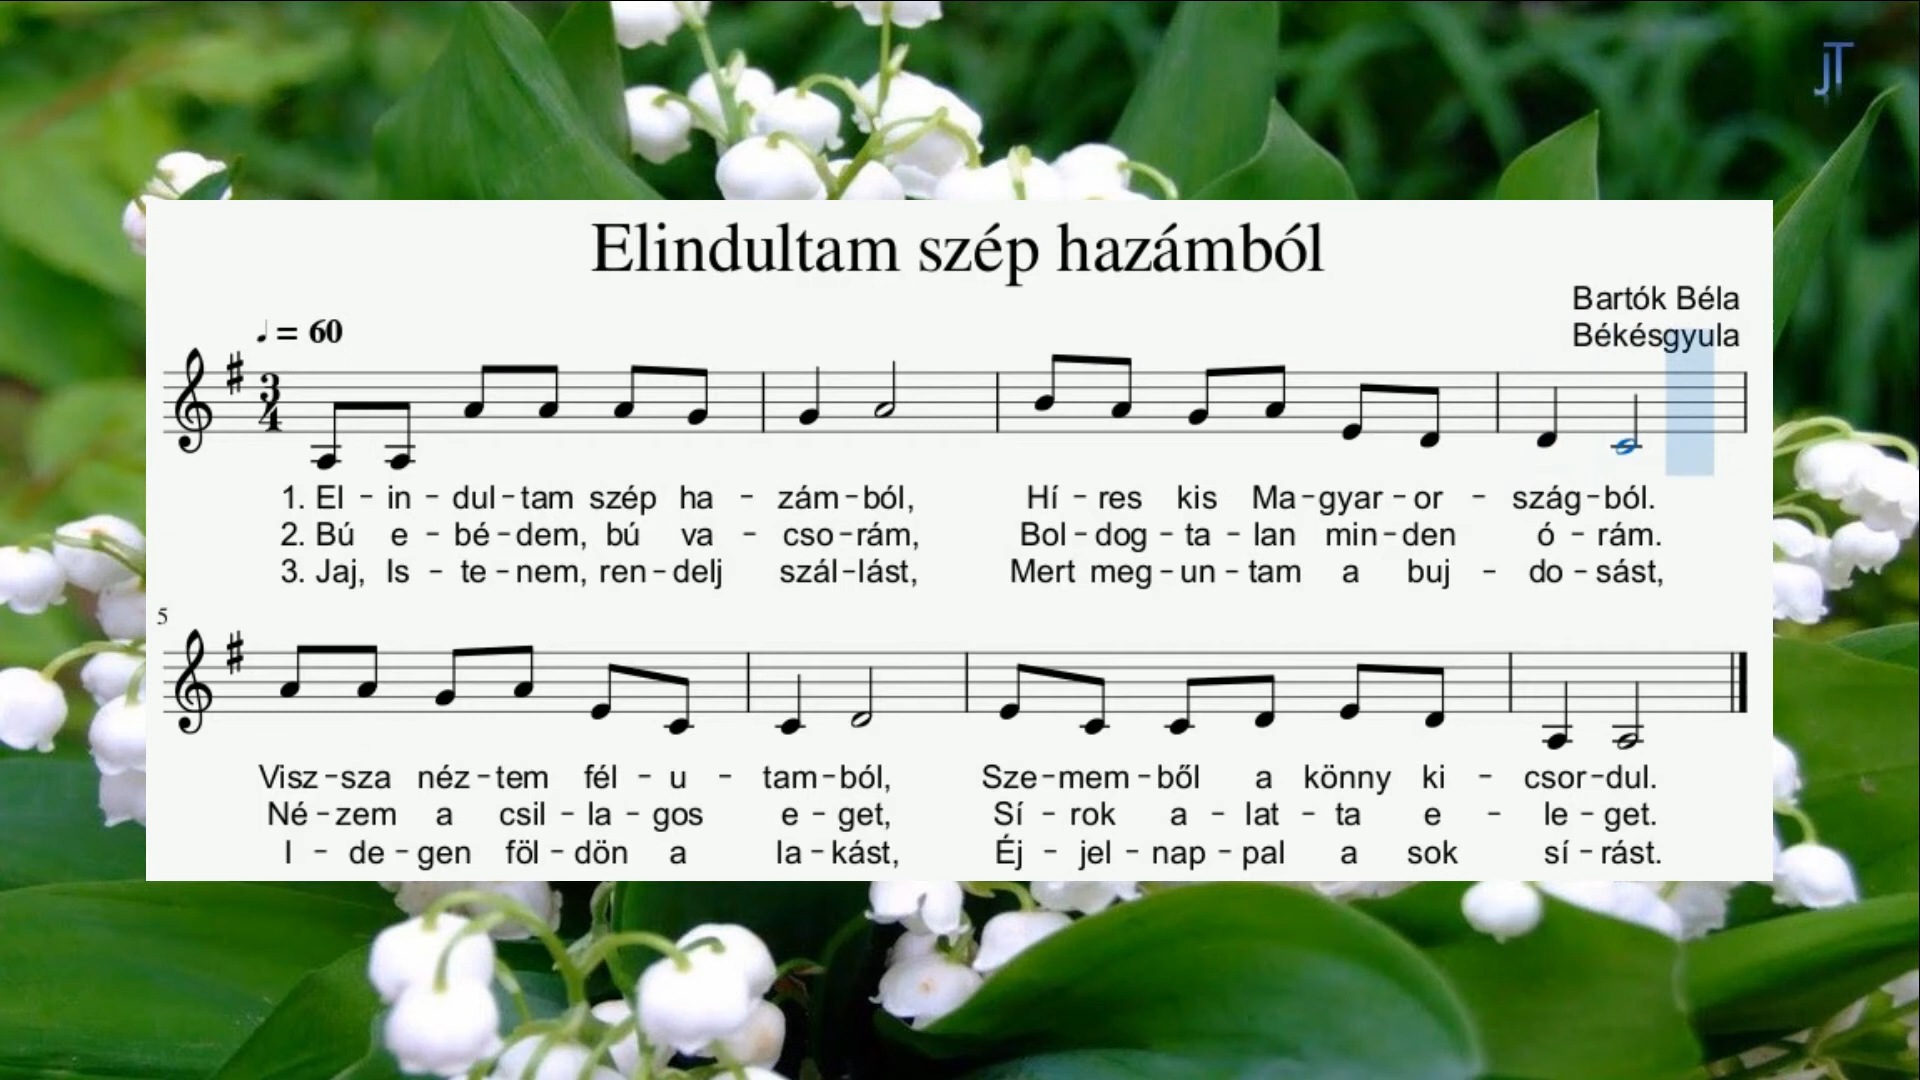 jT
Elindultam szép hazámból
Bartók Béla
Békésgyula
♩ = 60
3
4
1. El - in - dul - tam szép ha - zám - ból, Hí - res kis Ma - gyar - or - szág - ból.
2. Bú e - bé - dem, bú va - cso - rám, Bol - dog - ta - lan min - den ó - rám.
3. Jaj, Is - te - nem, ren - delj szál - lást, Mert meg - un - tam a buj - do - sást,
5
Visz - sza néz - tem fél - u - tam - ból, Sze - mem - ből a könny ki - csor - dul.
Né - zem a csil - la - gos e - get, Sí - rok a - lat - ta e - le - get.
I - de - gen föl - dön a la - kást, Éj - jel - nap - pal a sok sí - rást.